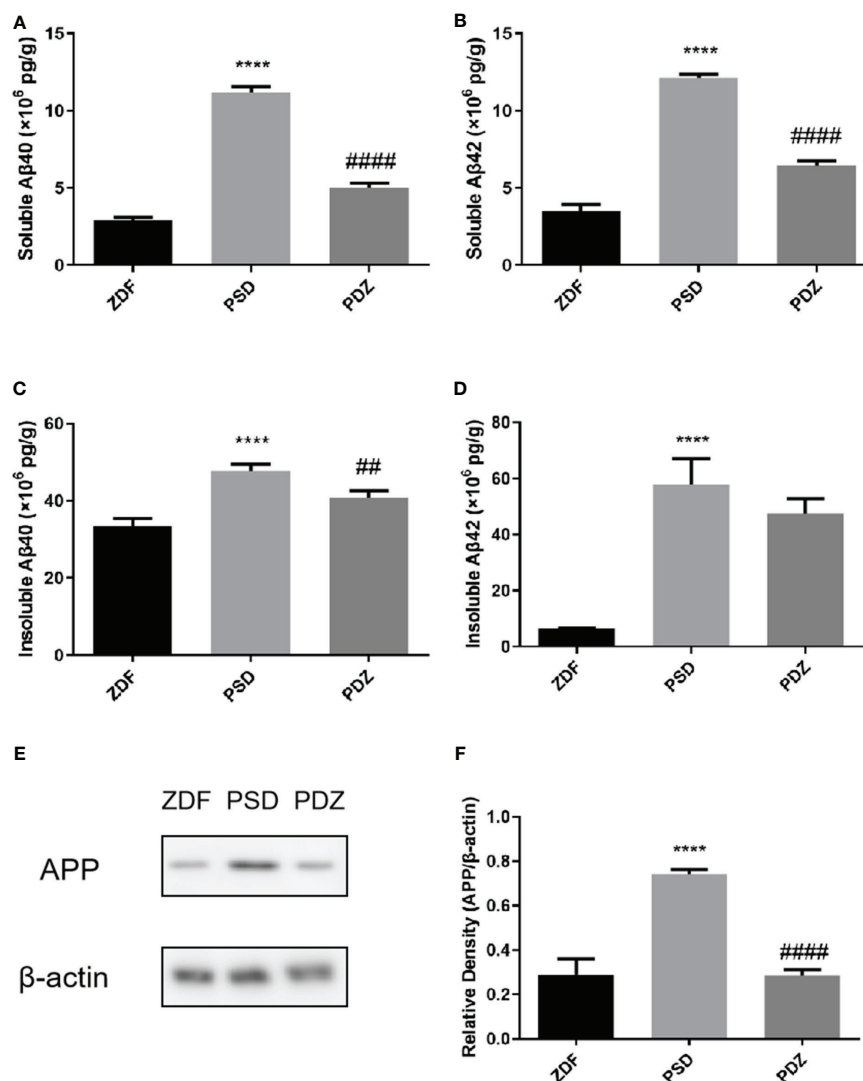 A
Soluble Aβ40 (×10⁶ pg/g)
15
10
5
0
****
####
ZDF
PSD
PDZ
B
Soluble Aβ42 (×10⁶ pg/g)
15
10
5
0
****
####
ZDF
PSD
PDZ
C
Insoluble Aβ40 (×10⁶ pg/g)
60
40
20
0
****
##
ZDF
PSD
PDZ
D
Insoluble Aβ42 (×10⁶ pg/g)
80
60
40
20
0
****
ZDF
PSD
PDZ
E
ZDF PSD PDZ
APP
β-actin
F
Relative Density (APP/β-actin)
1.0
0.8
0.6
0.4
0.2
0.0
****
####
ZDF
PSD
PDZ